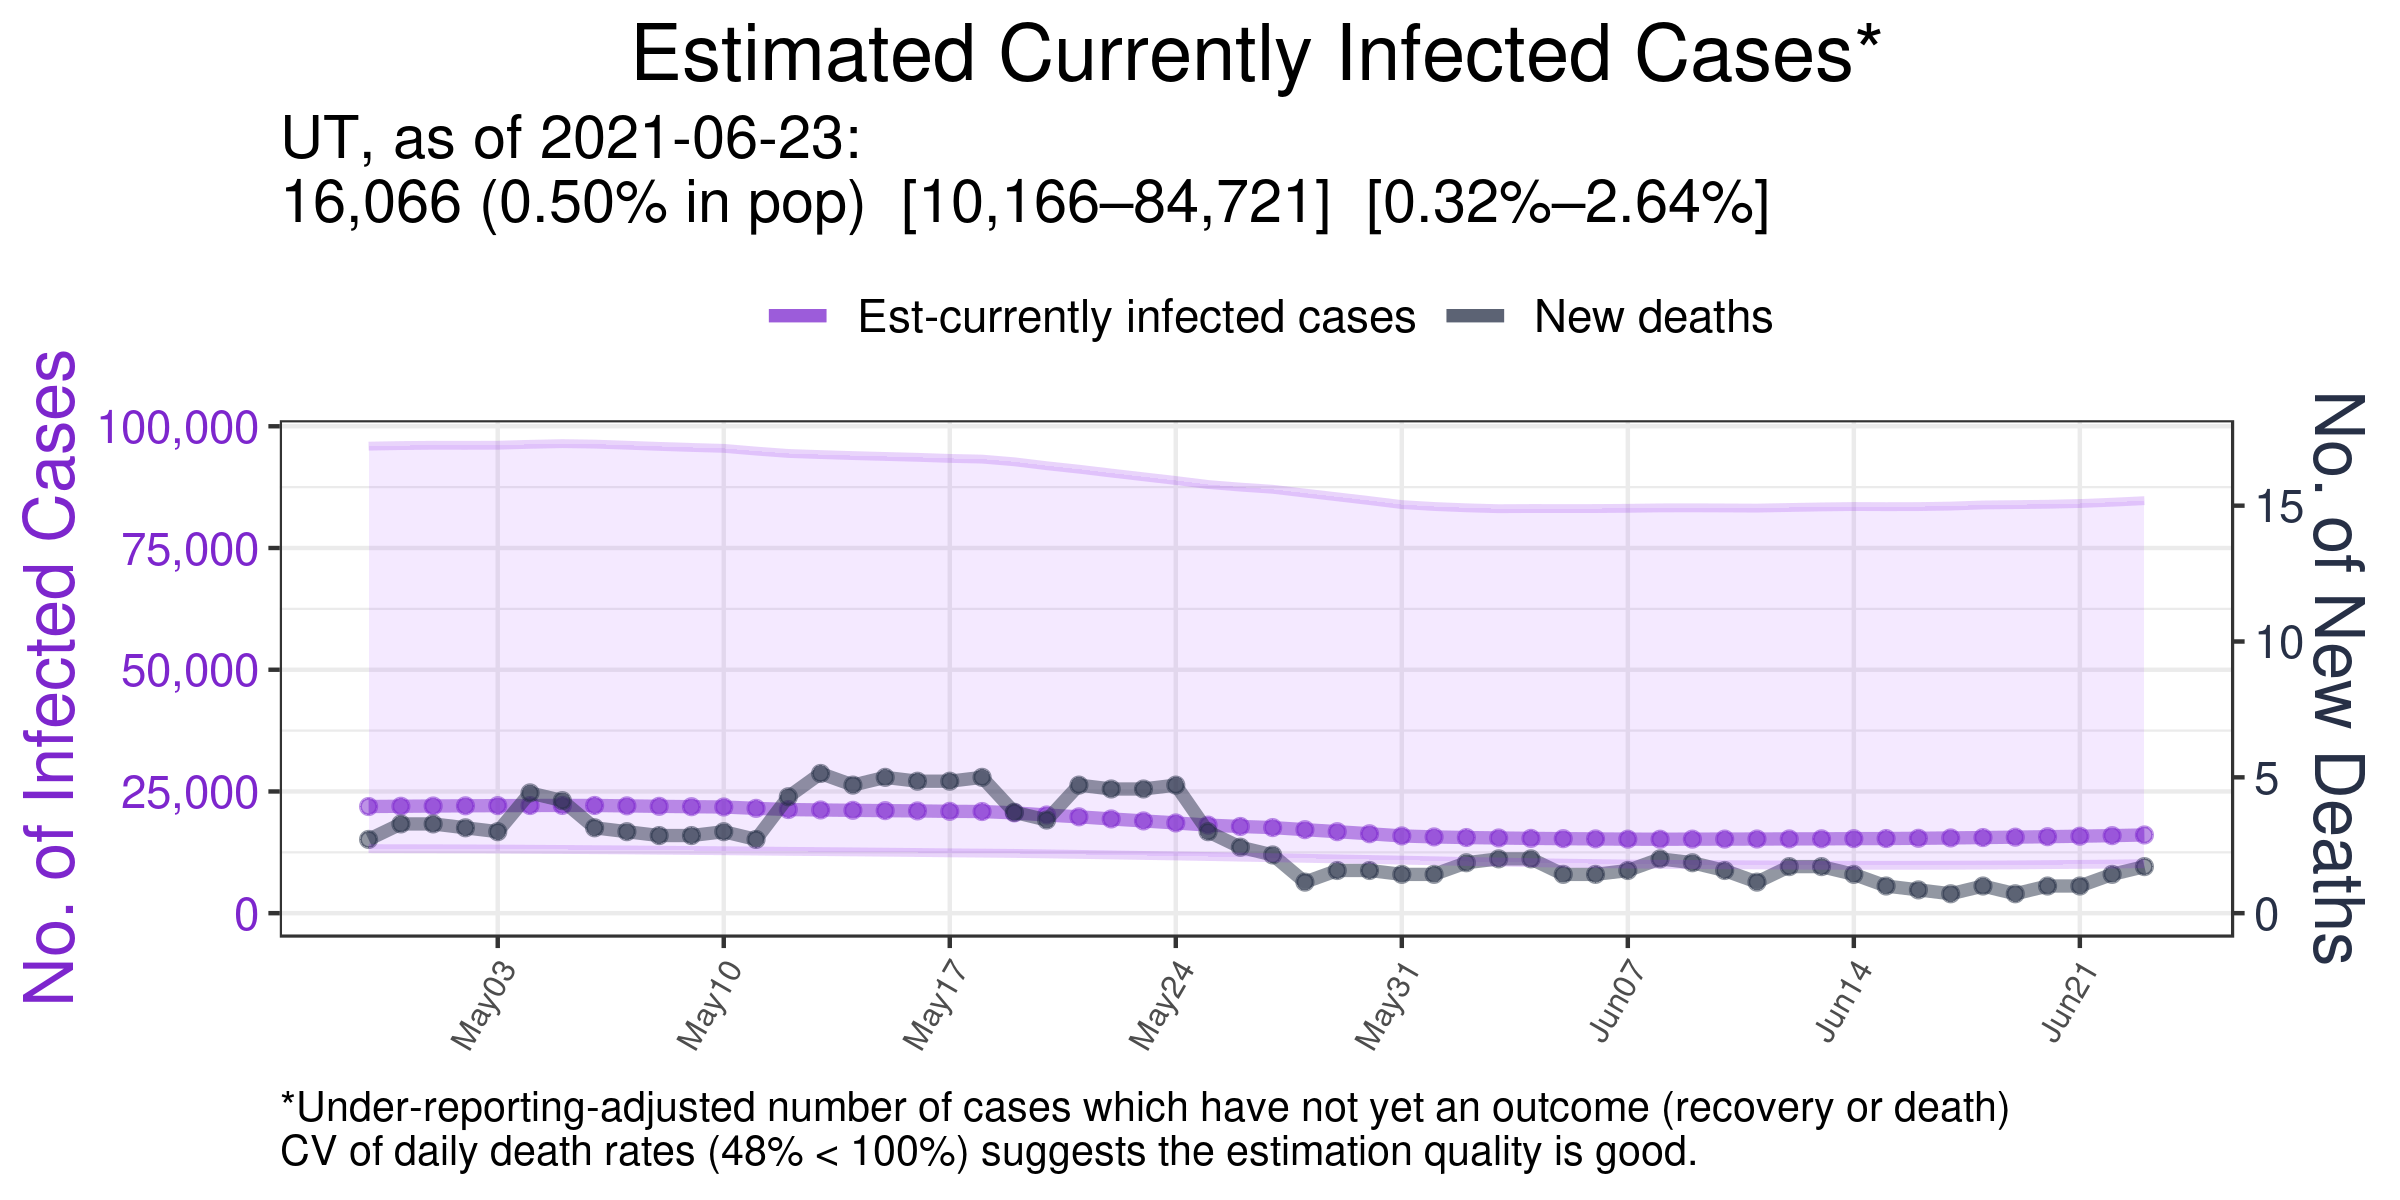 Estimated Currently Infected Cases*
UT, as of 2021-06-23:
16,066 (0.50% in pop)  [10,166–84,721]  [0.32%–2.64%]
Est-currently infected cases
New deaths
No. of Infected Cases
100,000
75,000
50,000
25,000
0
15
10
5
0
No. of New Deaths
May03
May10
May17
May24
May31
Jun07
Jun14
Jun21
*Under-reporting-adjusted number of cases which have not yet an outcome (recovery or death)
CV of daily death rates (48% < 100%) suggests the estimation quality is good.